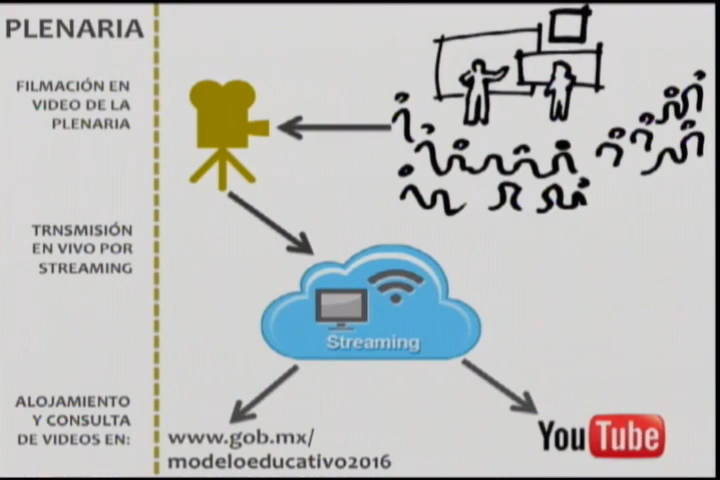 PLENARIA
FILMACIÓN EN
VIDEO DE LA
PLENARIA
TRNSMISIÓN
EN VIVO POR
STREAMING
Streaming
ALOJAMIENTO
Y CONSULTA
DE VIDEOS EN:
www.gob.mx/
modeloeducativo2016
YouTube